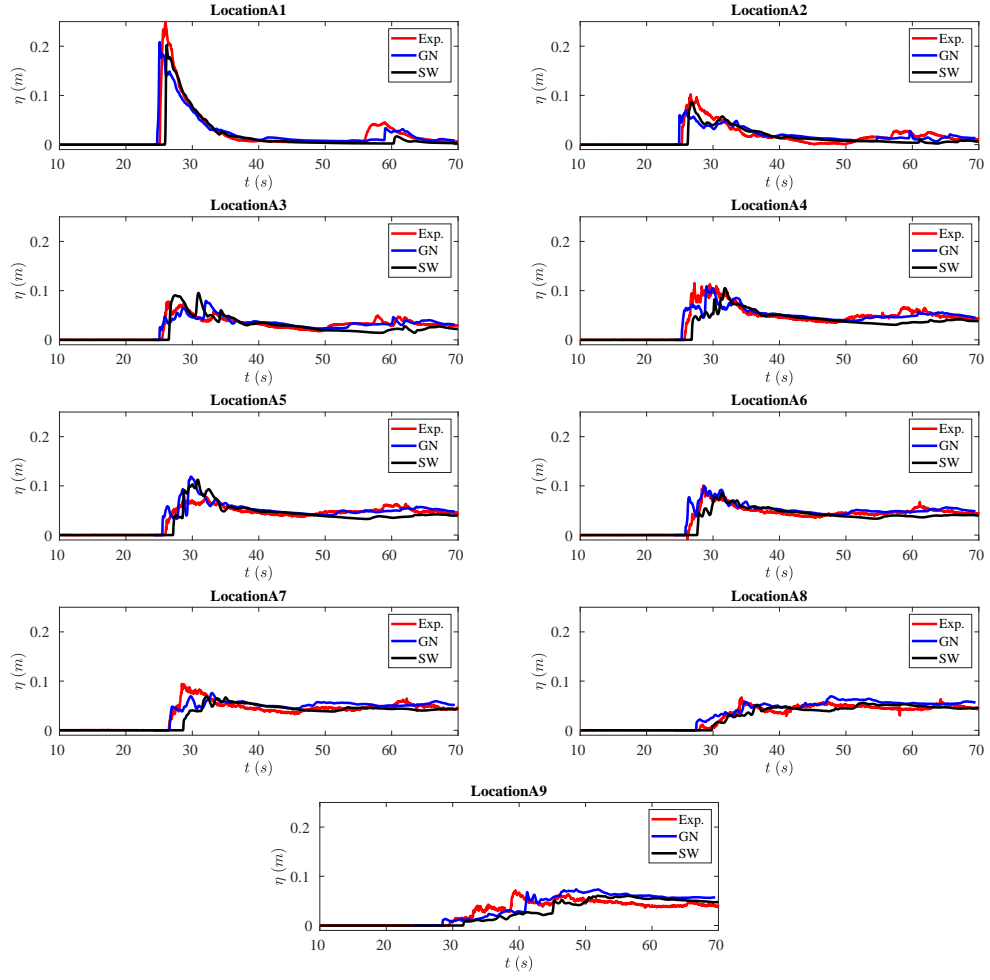 LocationA1
LocationA2
0.2
0.1
0
η (m)
Exp.
GN
SW
10 20 30 40 50 60 70
t (s)
0.2
0.1
0
η (m)
Exp.
GN
SW
10 20 30 40 50 60 70
t (s)
LocationA3
LocationA4
0.2
0.1
0
η (m)
Exp.
GN
SW
10 20 30 40 50 60 70
t (s)
0.2
0.1
0
η (m)
Exp.
GN
SW
10 20 30 40 50 60 70
t (s)
LocationA5
LocationA6
0.2
0.1
0
η (m)
Exp.
GN
SW
10 20 30 40 50 60 70
t (s)
0.2
0.1
0
η (m)
Exp.
GN
SW
10 20 30 40 50 60 70
t (s)
LocationA7
LocationA8
0.2
0.1
0
η (m)
Exp.
GN
SW
10 20 30 40 50 60 70
t (s)
0.2
0.1
0
η (m)
Exp.
GN
SW
10 20 30 40 50 60 70
t (s)
LocationA9
0.2
0.1
0
η (m)
Exp.
GN
SW
10 20 30 40 50 60 70
t (s)